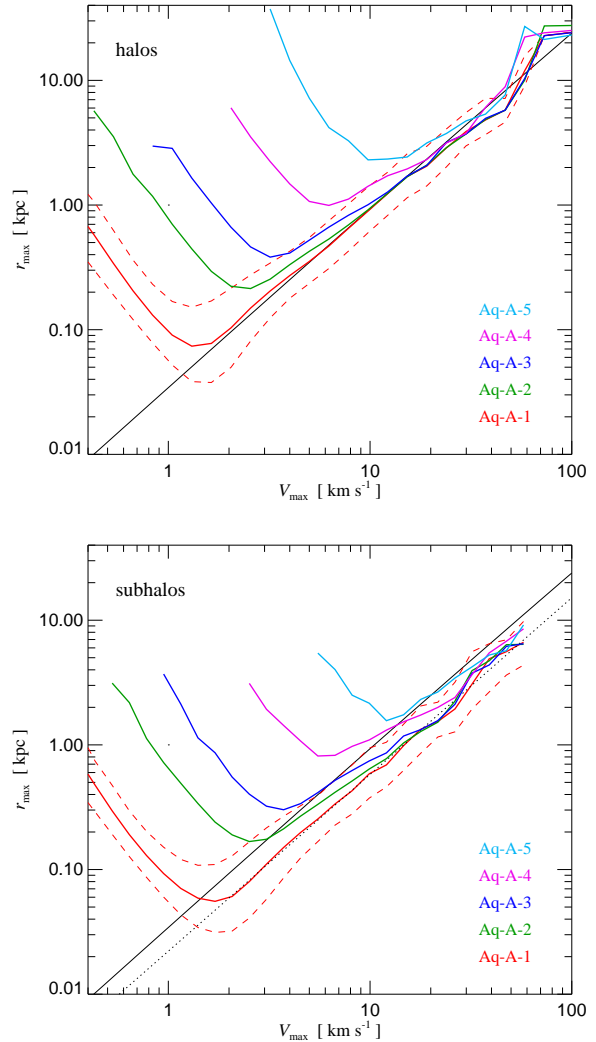 halos
10.00
1.00
0.10
0.01
r_max [ kpc ]
Aq-A-5
Aq-A-4
Aq-A-3
Aq-A-2
Aq-A-1
1 10 100
V_max [ km s⁻¹ ]
subhalos
10.00
1.00
0.10
0.01
r_max [ kpc ]
Aq-A-5
Aq-A-4
Aq-A-3
Aq-A-2
Aq-A-1
1 10 100
V_max [ km s⁻¹ ]